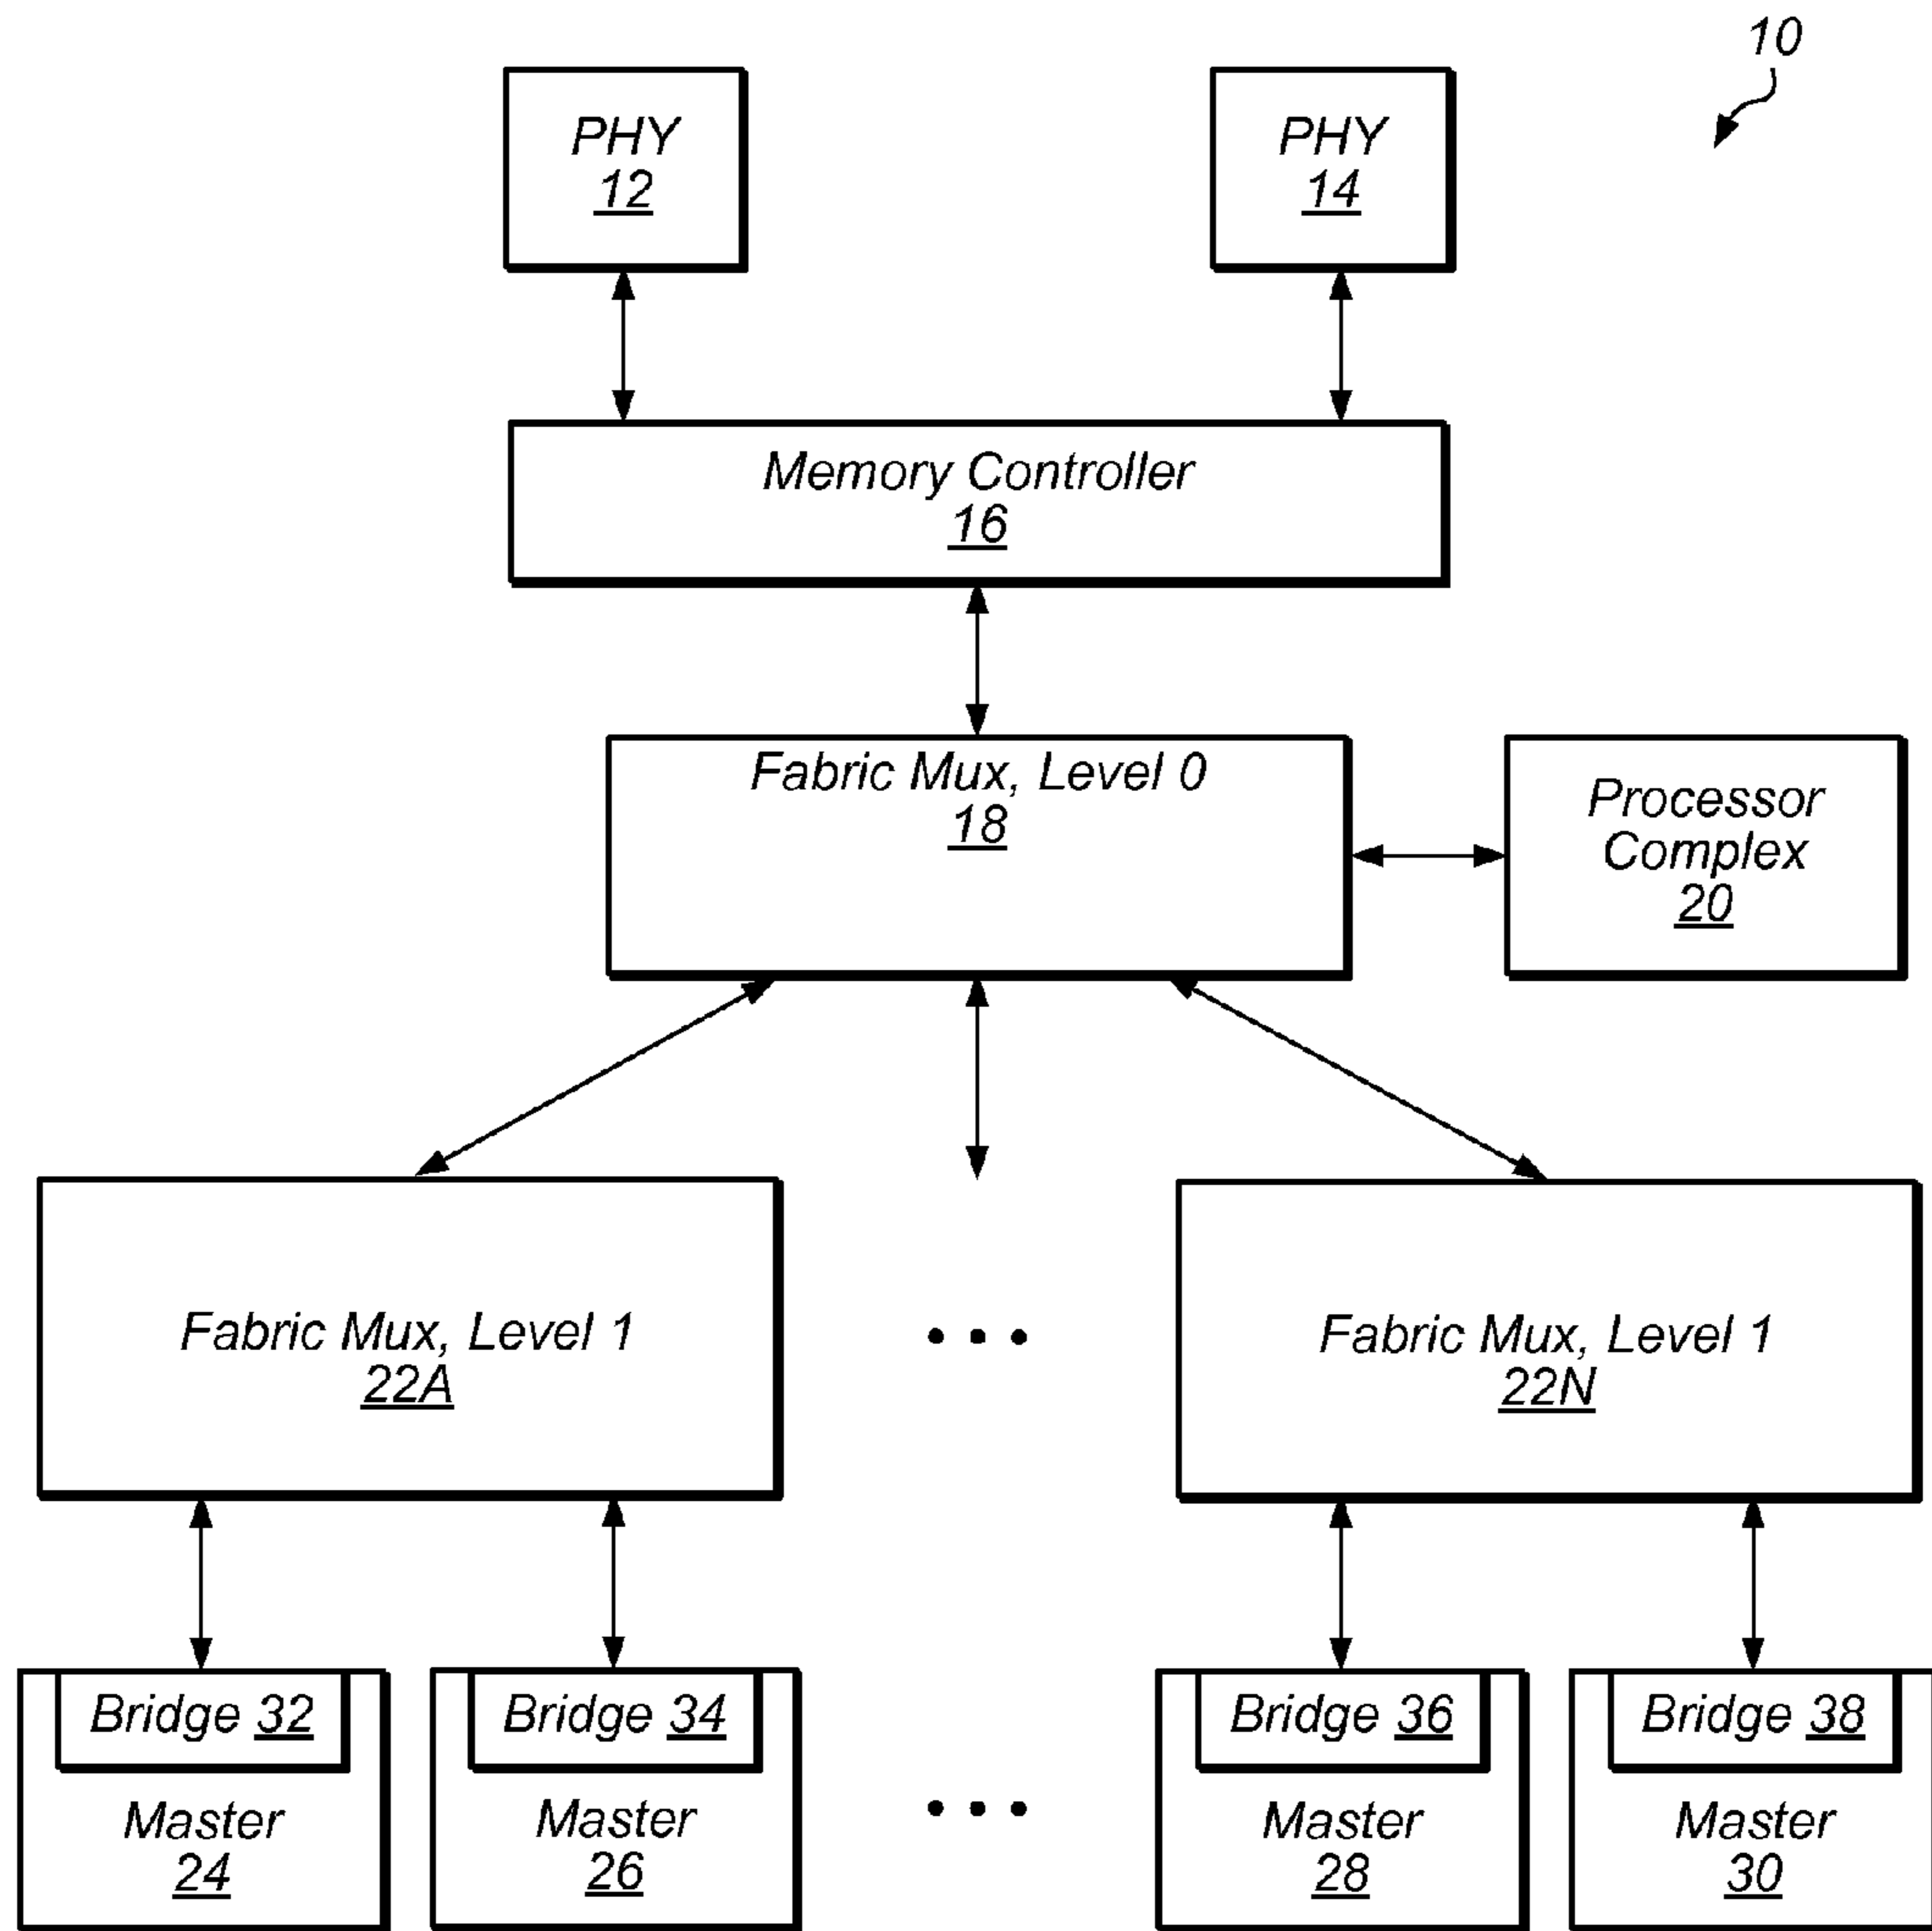 10
PHY
12
PHY
14
Memory Controller
16
Fabric Mux, Level 0
18
Processor
Complex
20
Fabric Mux, Level 1
22A
Fabric Mux, Level 1
22N
Bridge 32
Master
24
Bridge 34
Master
26
Bridge 36
Master
28
Bridge 38
Master
30